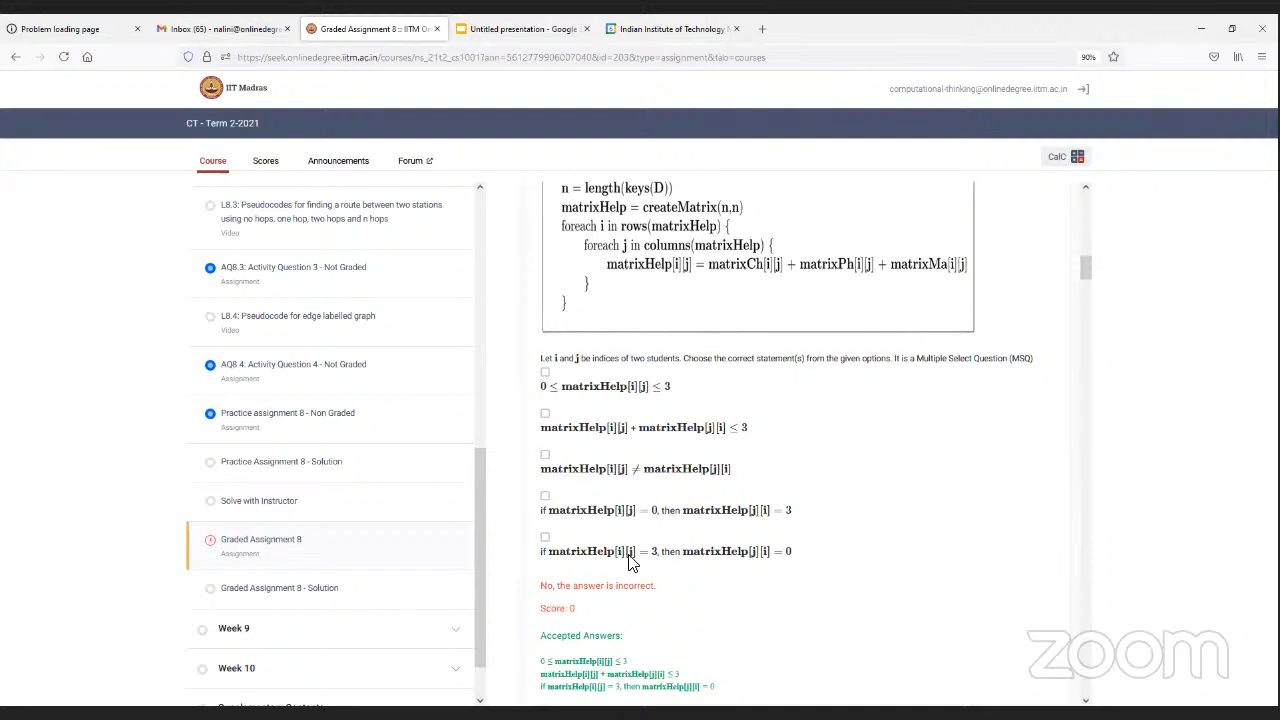 Problem loading page
Inbox (65) - nalini@onlinedegre
Graded Assignment 8 :: IITM On
Untitled presentation - Google
Indian Institute of Technology M
https://seek.onlinedegree.iitm.ac.in/courses/ns_21t2_cs1001?ann=5612779906007040&id=203&type=assignment&tab=courses
90%
IIT Madras
computational-thinking@onlinedegree.iitm.ac.in
CT - Term 2-2021
Course
Scores
Announcements
Forum
CalC
L8.3: Pseudocodes for finding a route between two stations
using no hops, one hop, two hops and n hops
Video
AQ8.3: Activity Question 3 - Not Graded
Assignment
L8.4: Pseudocode for edge labelled graph
Video
AQ8.4: Activity Question 4 - Not Graded
Assignment
Practice assignment 8 - Non Graded
Assignment
Practice Assignment 8 - Solution
Solve with Instructor
Graded Assignment 8
Assignment
Graded Assignment 8 - Solution
Week 9
Week 10
n = length(keys(D))
matrixHelp = createMatrix(n,n)
foreach i in rows(matrixHelp) {
foreach j in columns(matrixHelp) {
matrixHelp[i][j] = matrixCh[i][j] + matrixPh[i][j] + matrixMa[i][j]
}
}
Let i and j be indices of two students. Choose the correct statement(s) from the given options. It is a Multiple Select Question (MSQ)
0 ≤ matrixHelp[i][j] ≤ 3
matrixHelp[i][j] + matrixHelp[j][i] ≤ 3
matrixHelp[i][j] ≠ matrixHelp[j][i]
if matrixHelp[i][j] = 0, then matrixHelp[j][i] = 3
if matrixHelp[i][j] = 3, then matrixHelp[j][i] = 0
No, the answer is incorrect.
Score: 0
Accepted Answers:
0 ≤ matrixHelp[i][j] ≤ 3
matrixHelp[i][j] + matrixHelp[j][i] ≤ 3
if matrixHelp[i][j] = 3, then matrixHelp[j][i] = 0
zoom